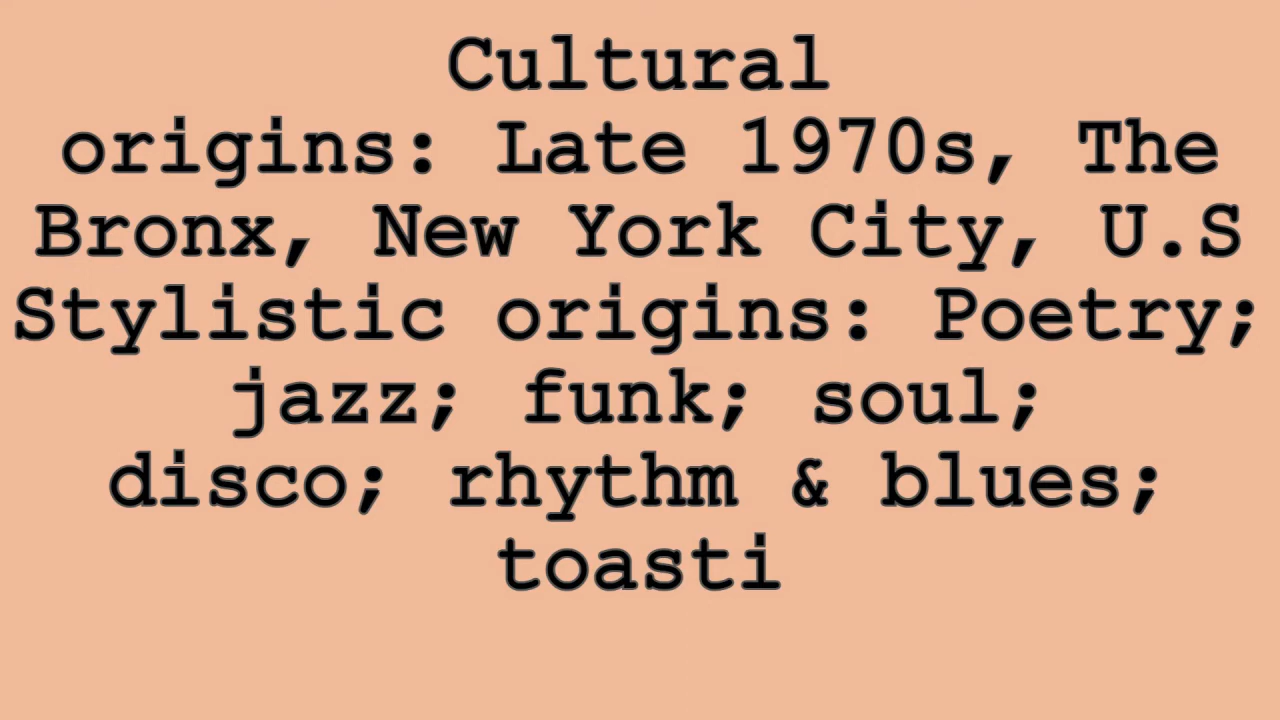 Cultural
origins: Late 1970s, The
Bronx, New York City, U.S
Stylistic origins: Poetry;
jazz; funk; soul;
disco; rhythm & blues;
toasti